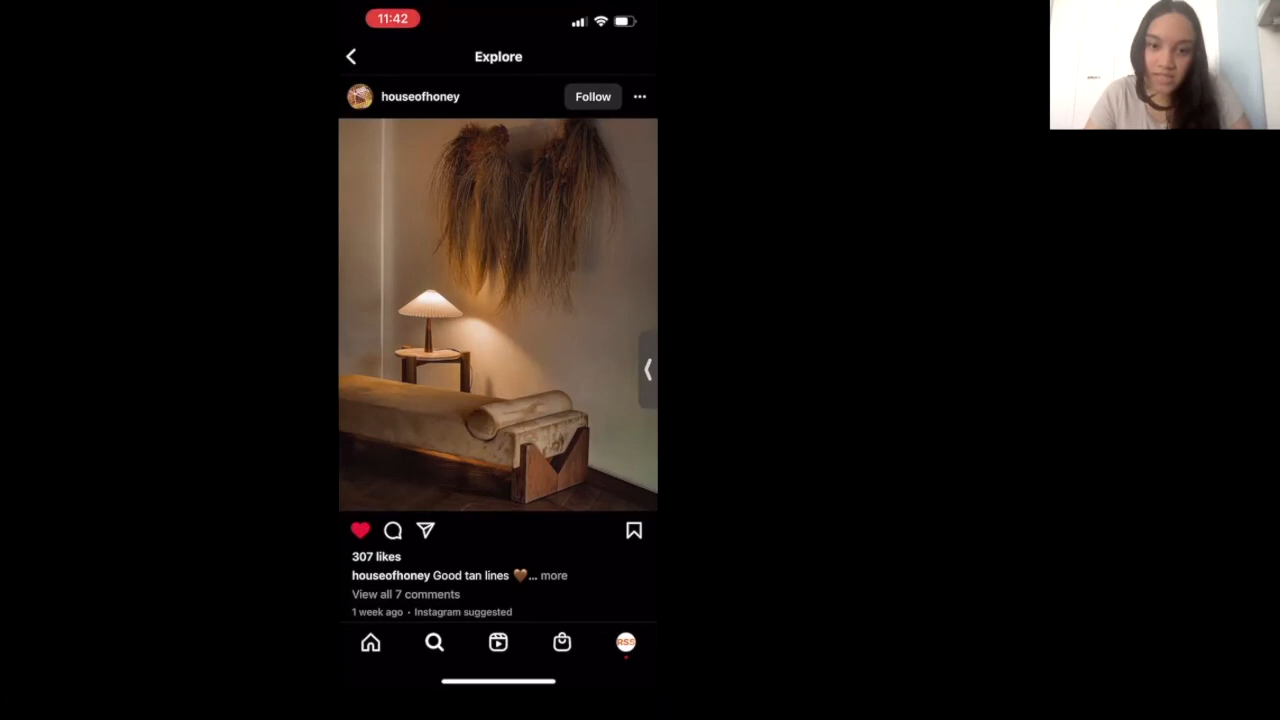 11:42
Explore
houseofhoney
Follow
307 likes
houseofhoney Good tan lines 🤎... more
View all 7 comments
1 week ago • Instagram suggested
RSS